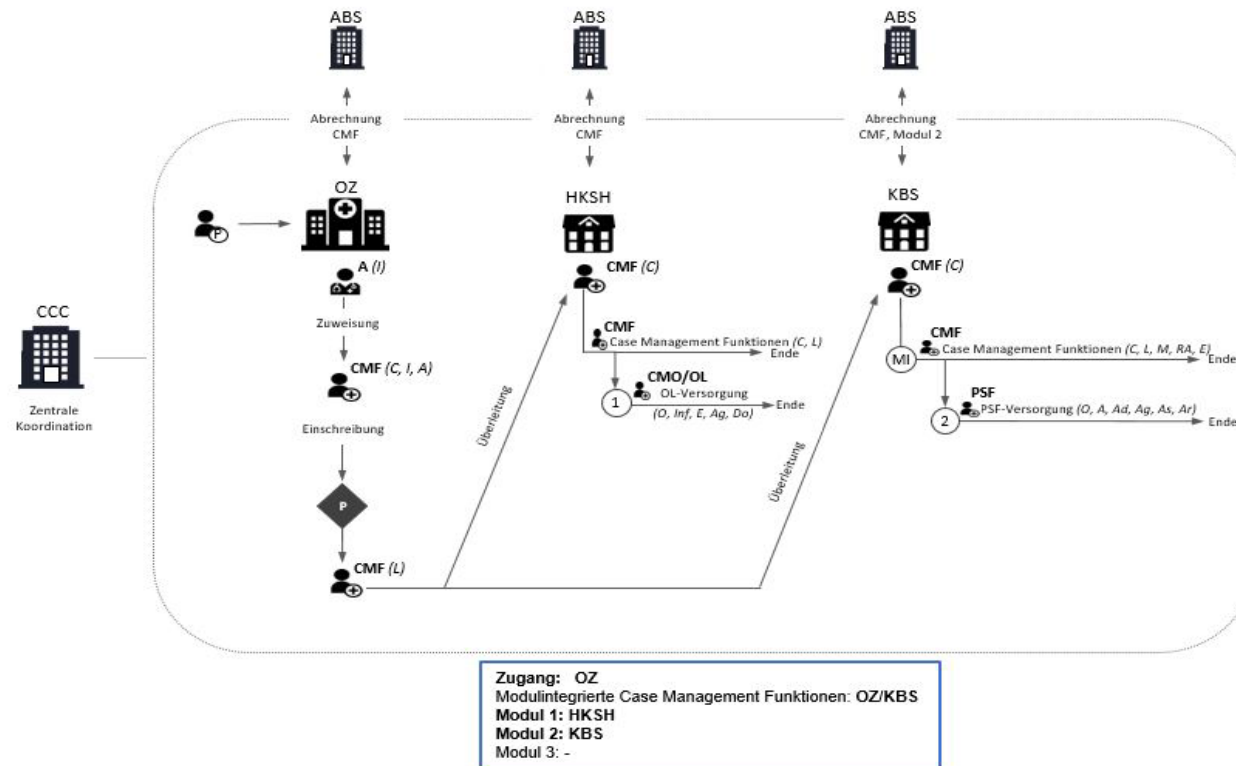 ABS
ABS
ABS
Abrechnung
CMF
Abrechnung
CMF
Abrechnung
CMF, Modul 2
OZ
HKSH
KBS
P
A (I)
CMF (C)
CMF (C)
CCC
Zuweisung
CMF
Case Management Funktionen (C, L)
Ende
CMF
MI
Case Management Funktionen (C, L, M, RA, E)
Ende
CMF (C, I, A)
Zentrale
Koordination
CMO/OL
1
OL-Versorgung
(O, Inf, E, Ag, Do)
Ende
PSF
2
PSF-Versorgung (O, A, Ad, Ag, As, Ar)
Ende
Einschreibung
Überleitung
Überleitung
P
CMF (L)
Zugang: OZ
Modulintegrierte Case Management Funktionen: OZ/KBS
Modul 1: HKSH
Modul 2: KBS
Modul 3: -